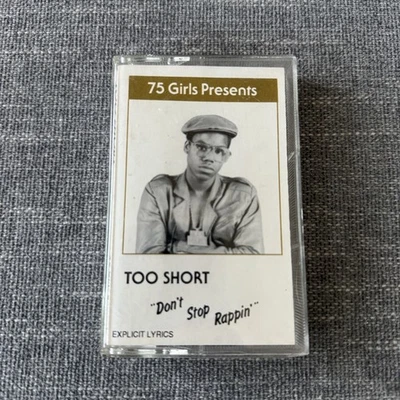 75 Girls Presents
TOO SHORT
"Don't Stop Rappin'"
EXPLICIT LYRICS